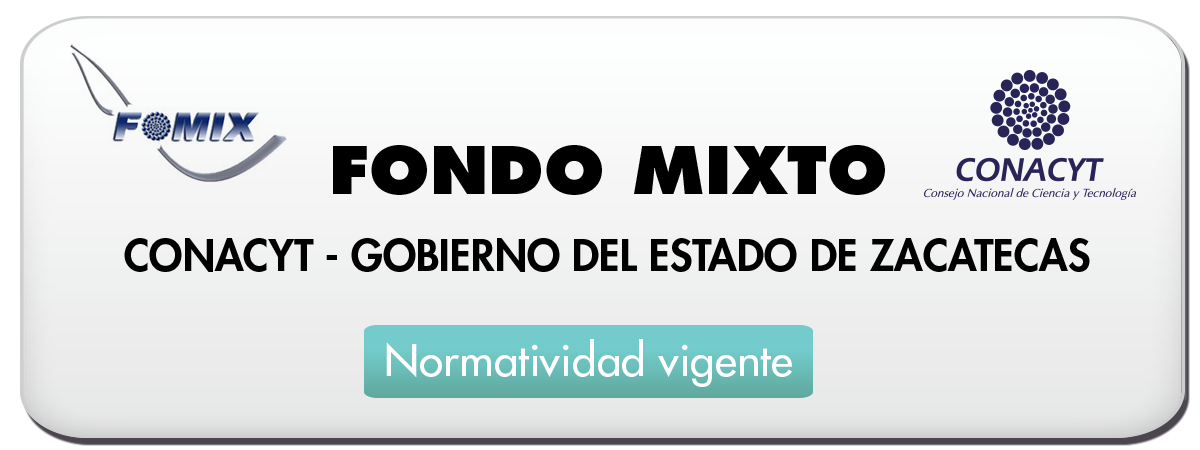 FOMIX
FONDO MIXTO
CONACYT
Consejo Nacional de Ciencia y Tecnología
CONACYT - GOBIERNO DEL ESTADO DE ZACATECAS
Normatividad vigente